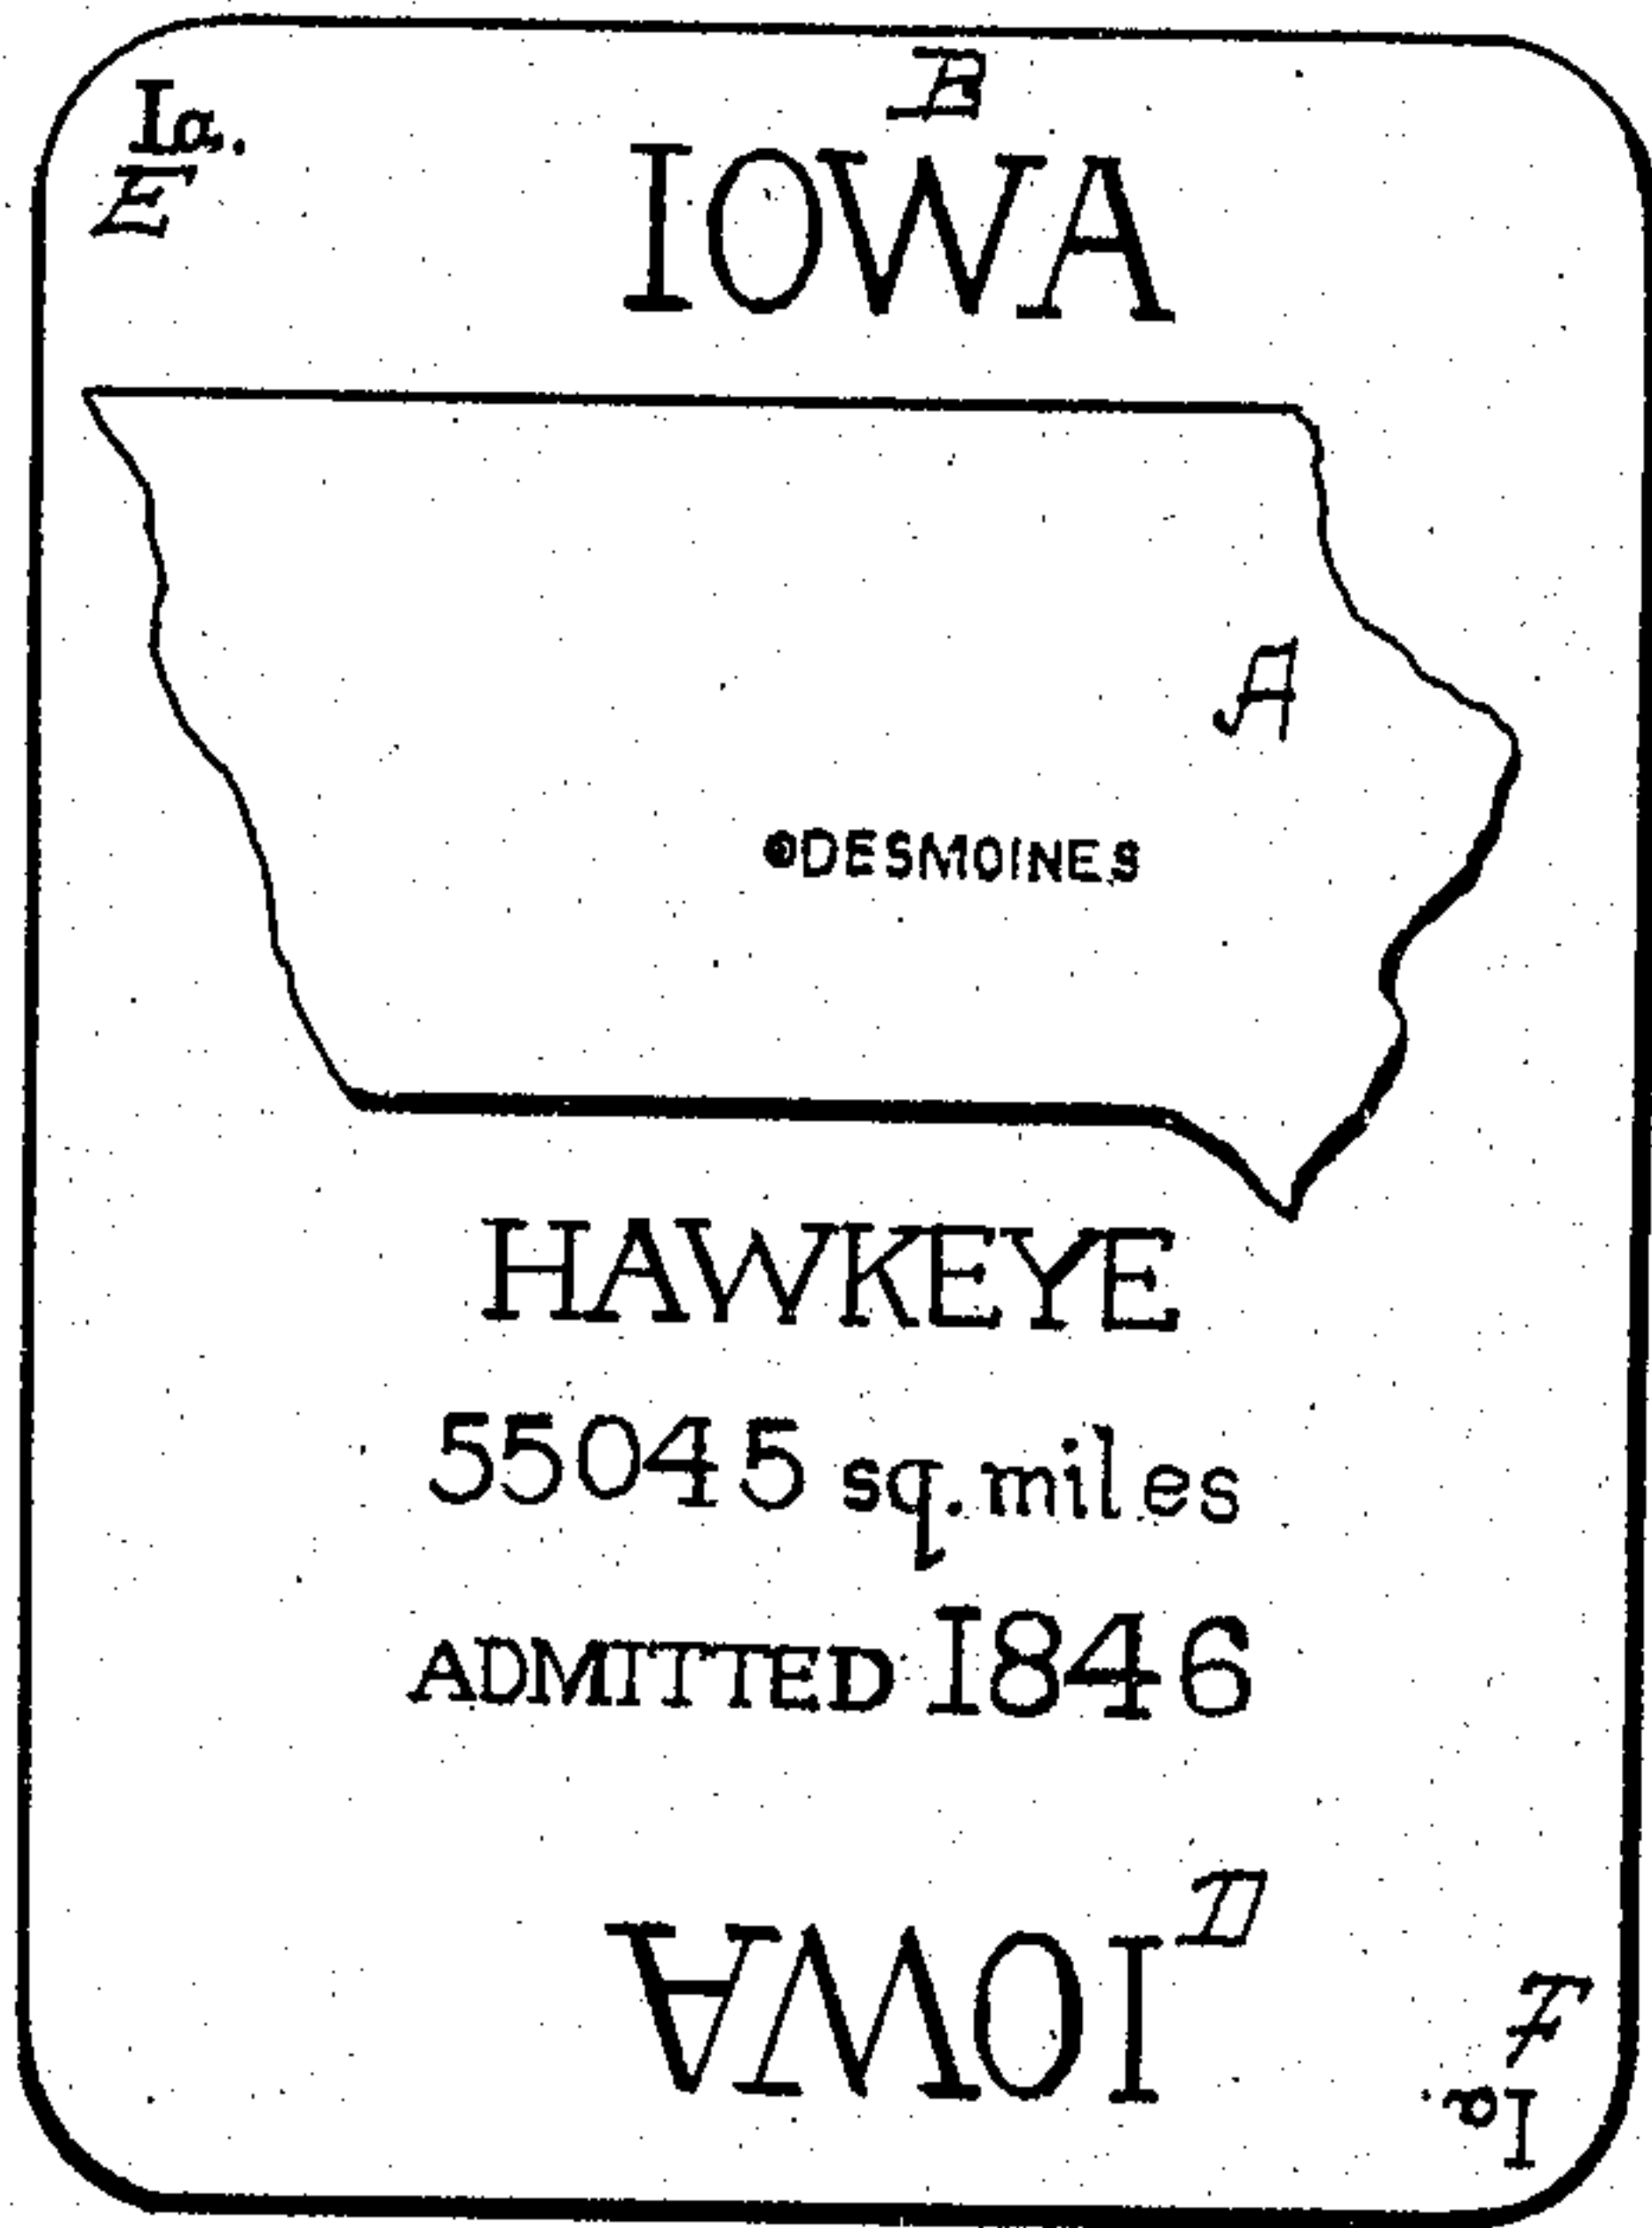 B
Ia.
E
IOWA
A
DESMOINES
HAWKEYE
55045 sq. miles
ADMITTED 1846
D
IOWA
F
Ia.